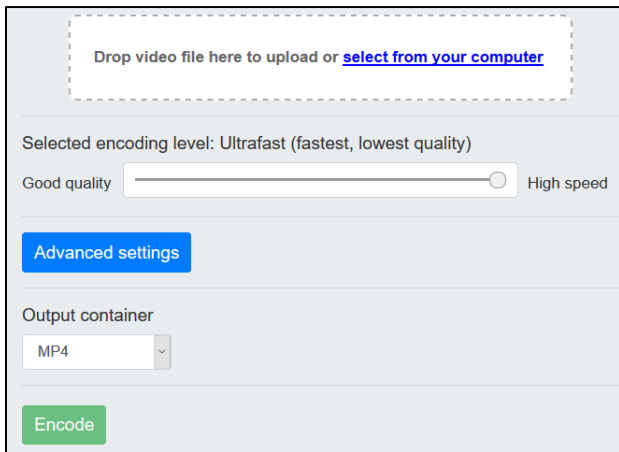 Drop video file here to upload or select from your computer
Selected encoding level: Ultrafast (fastest, lowest quality)
Good quality High speed
Advanced settings
Output container
MP4
Encode